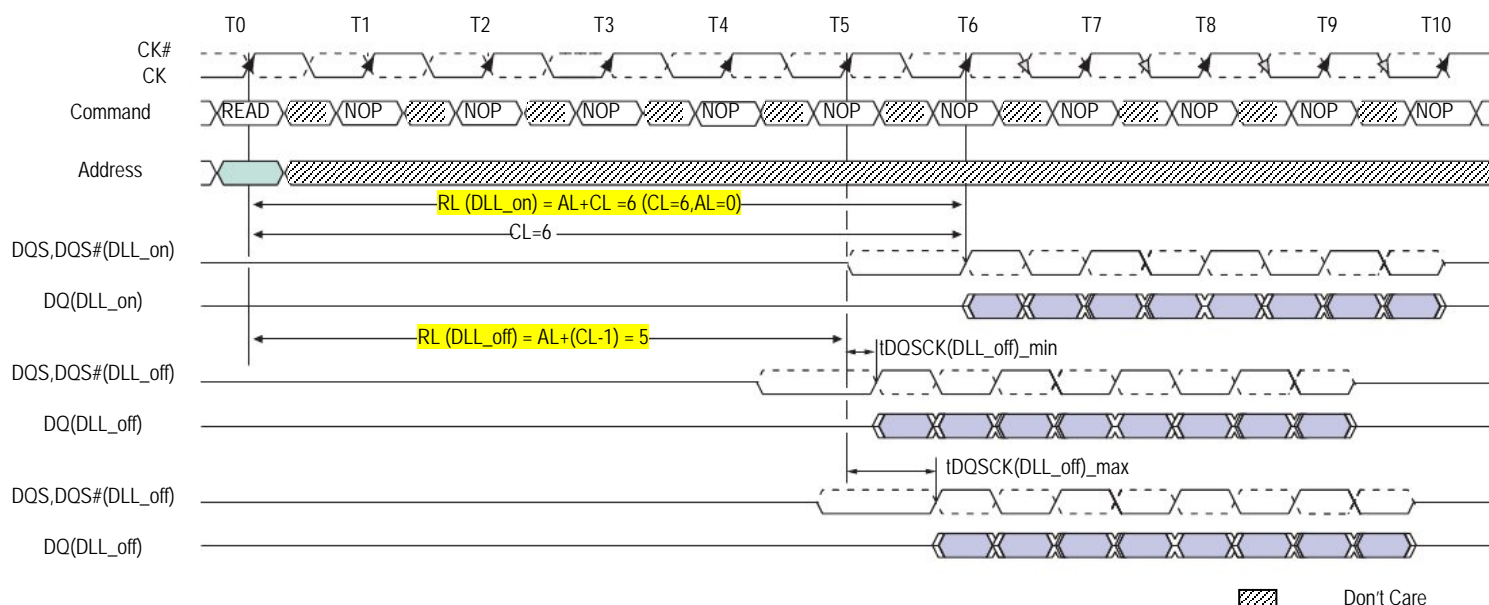 T0 T1 T2 T3 T4 T5 T6 T7 T8 T9 T10
CK#
CK
Command READ NOP NOP NOP NOP NOP NOP NOP NOP NOP NOP
Address
RL (DLL_on) = AL+CL =6 (CL=6,AL=0)
CL=6
DQS,DQS#(DLL_on)
DQ(DLL_on)
RL (DLL_off) = AL+(CL-1) = 5
tDQSCK(DLL_off)_min
DQS,DQS#(DLL_off)
DQ(DLL_off)
tDQSCK(DLL_off)_max
DQS,DQS#(DLL_off)
DQ(DLL_off)
Don't Care